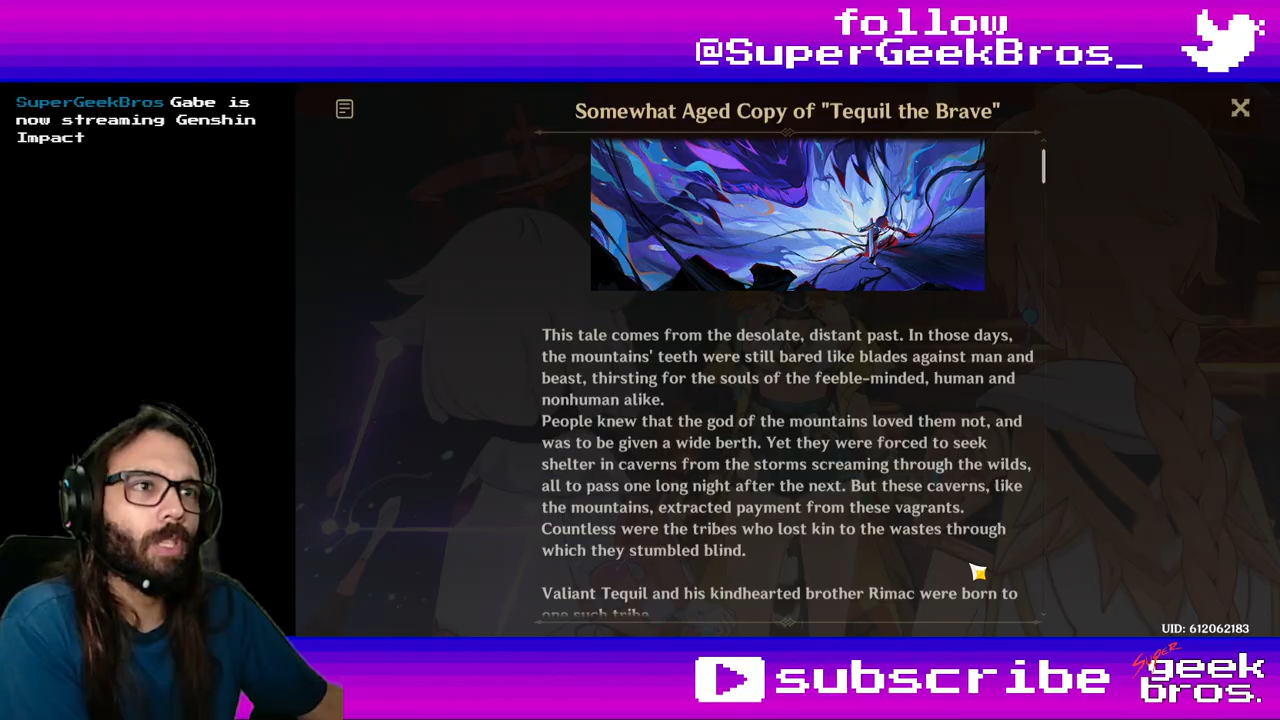 follow
@SuperGeekBros_
SuperGeekBros Gabe is
now streaming Genshin
Impact
Somewhat Aged Copy of "Tequil the Brave"
This tale comes from the desolate, distant past. In those days,
the mountains' teeth were still bared like blades against man and
beast, thirsting for the souls of the feeble-minded, human and
nonhuman alike.
People knew that the god of the mountains loved them not, and
was to be given a wide berth. Yet they were forced to seek
shelter in caverns from the storms screaming through the wilds,
all to pass one long night after the next. But these caverns, like
the mountains, extracted payment from these vagrants.
Countless were the tribes who lost kin to the wastes through
which they stumbled blind.
Valiant Tequil and his kindhearted brother Rimac were born to
one such tribe.
UID: 612062183
subscribe
SUPER
geek
bros.